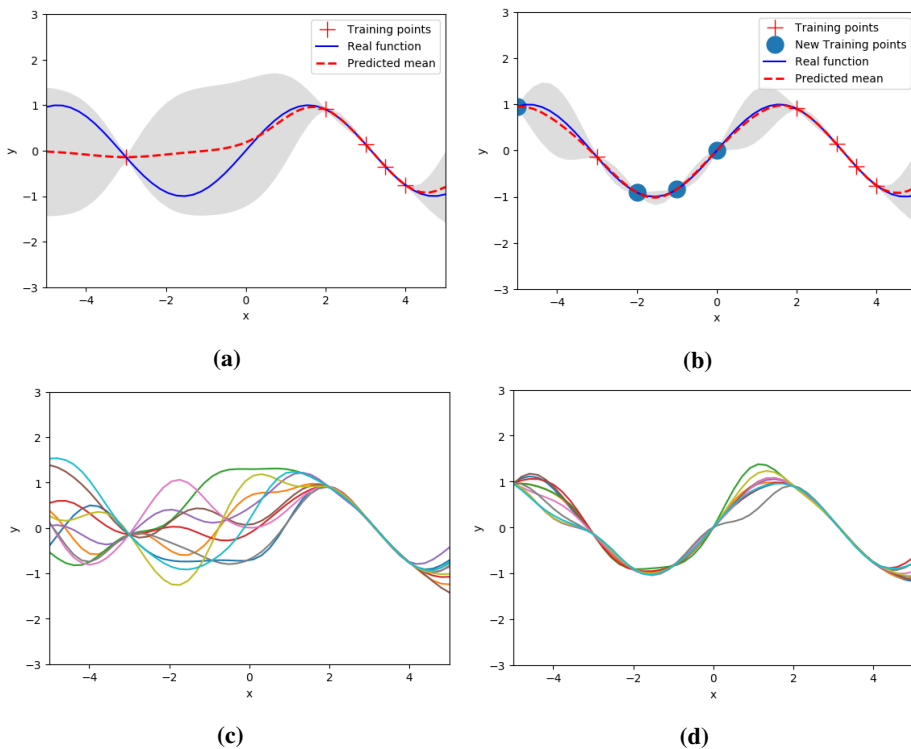 3
2
1
0
−1
−2
−3
y
−4
−2
0
2
4
x
Training points
Real function
Predicted mean
(a)
3
2
1
0
−1
−2
−3
y
−4
−2
0
2
4
x
Training points
New Training points
Real function
Predicted mean
(b)
3
2
1
0
−1
−2
−3
y
−4
−2
0
2
4
x
(c)
3
2
1
0
−1
−2
−3
y
−4
−2
0
2
4
x
(d)